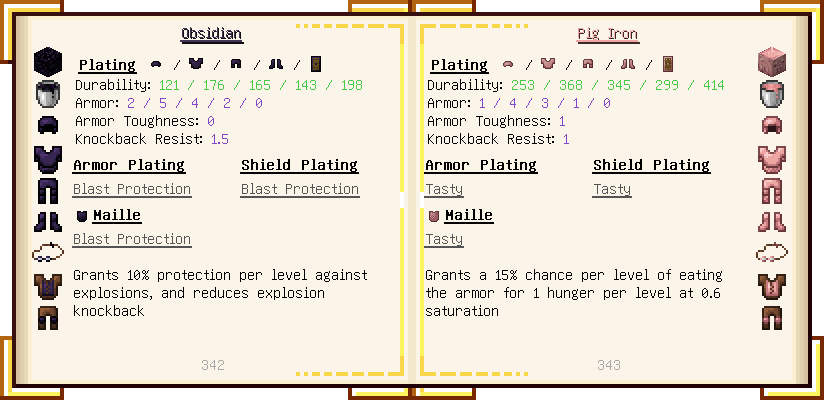 Obsidian
Plating / / / /
Durability: 121 / 176 / 165 / 143 / 198
Armor: 2 / 5 / 4 / 2 / 0
Armor Toughness: 0
Knockback Resist: 1.5
Armor Plating Shield Plating
Blast Protection Blast Protection
Maille
Blast Protection
Grants 10% protection per level against
explosions, and reduces explosion
knockback
342
Pig Iron
Plating / / / /
Durability: 253 / 368 / 345 / 299 / 414
Armor: 1 / 4 / 3 / 1 / 0
Armor Toughness: 1
Knockback Resist: 1
Armor Plating Shield Plating
Tasty Tasty
Maille
Tasty
Grants a 15% chance per level of eating
the armor for 1 hunger per level at 0.6
saturation
343